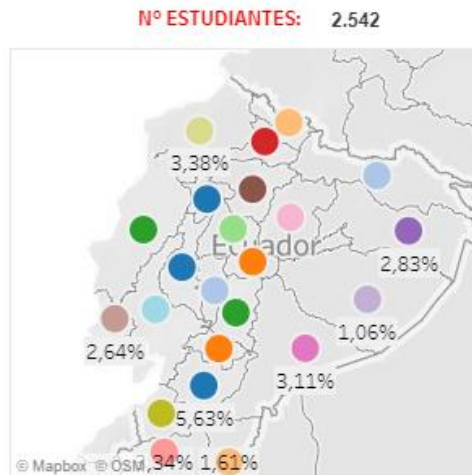 Nº ESTUDIANTES: 2.542
3,38%
Ecuador
2,83%
1,06%
2,64%
3,11%
5,63%
© Mapbox © OSM 1,61%